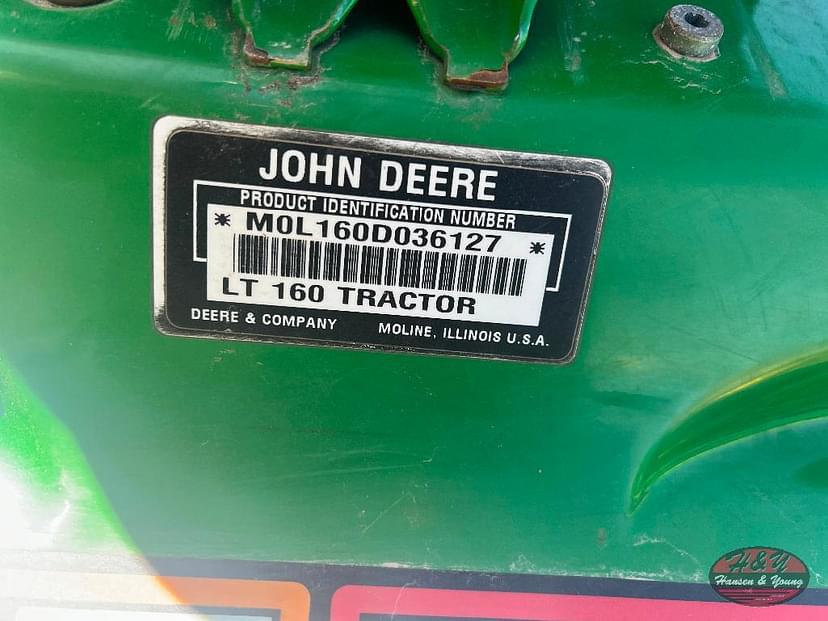 JOHN DEERE
PRODUCT IDENTIFICATION NUMBER
* M0L160D036127 *
LT 160 TRACTOR
DEERE & COMPANY MOLINE, ILLINOIS U.S.A.
H&Y
Hansen & Young